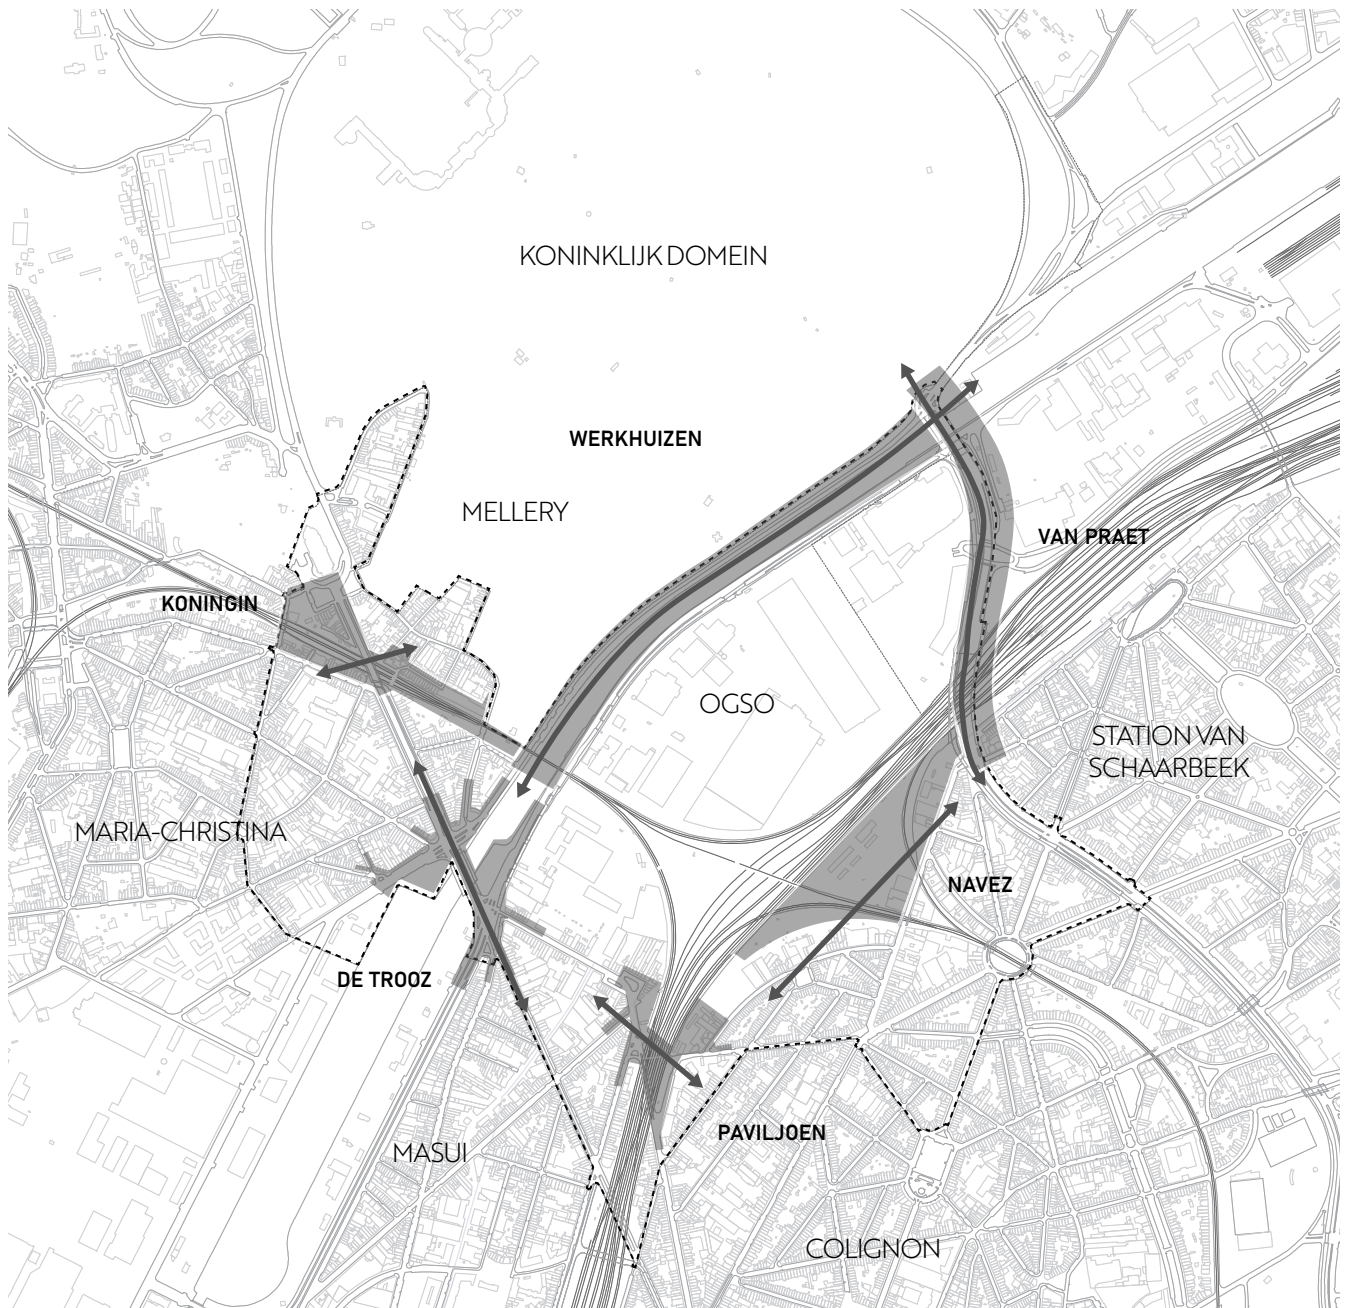 KONINKLIJK DOMEIN
WERKHUIZEN
MELLERY
VAN PRAET
KONINGIN
OGSO
STATION VAN
SCHAARBEEK
MARIA-CHRISTINA
NAVEZ
DE TROOZ
PAVILJOEN
MASUI
COLIGNON